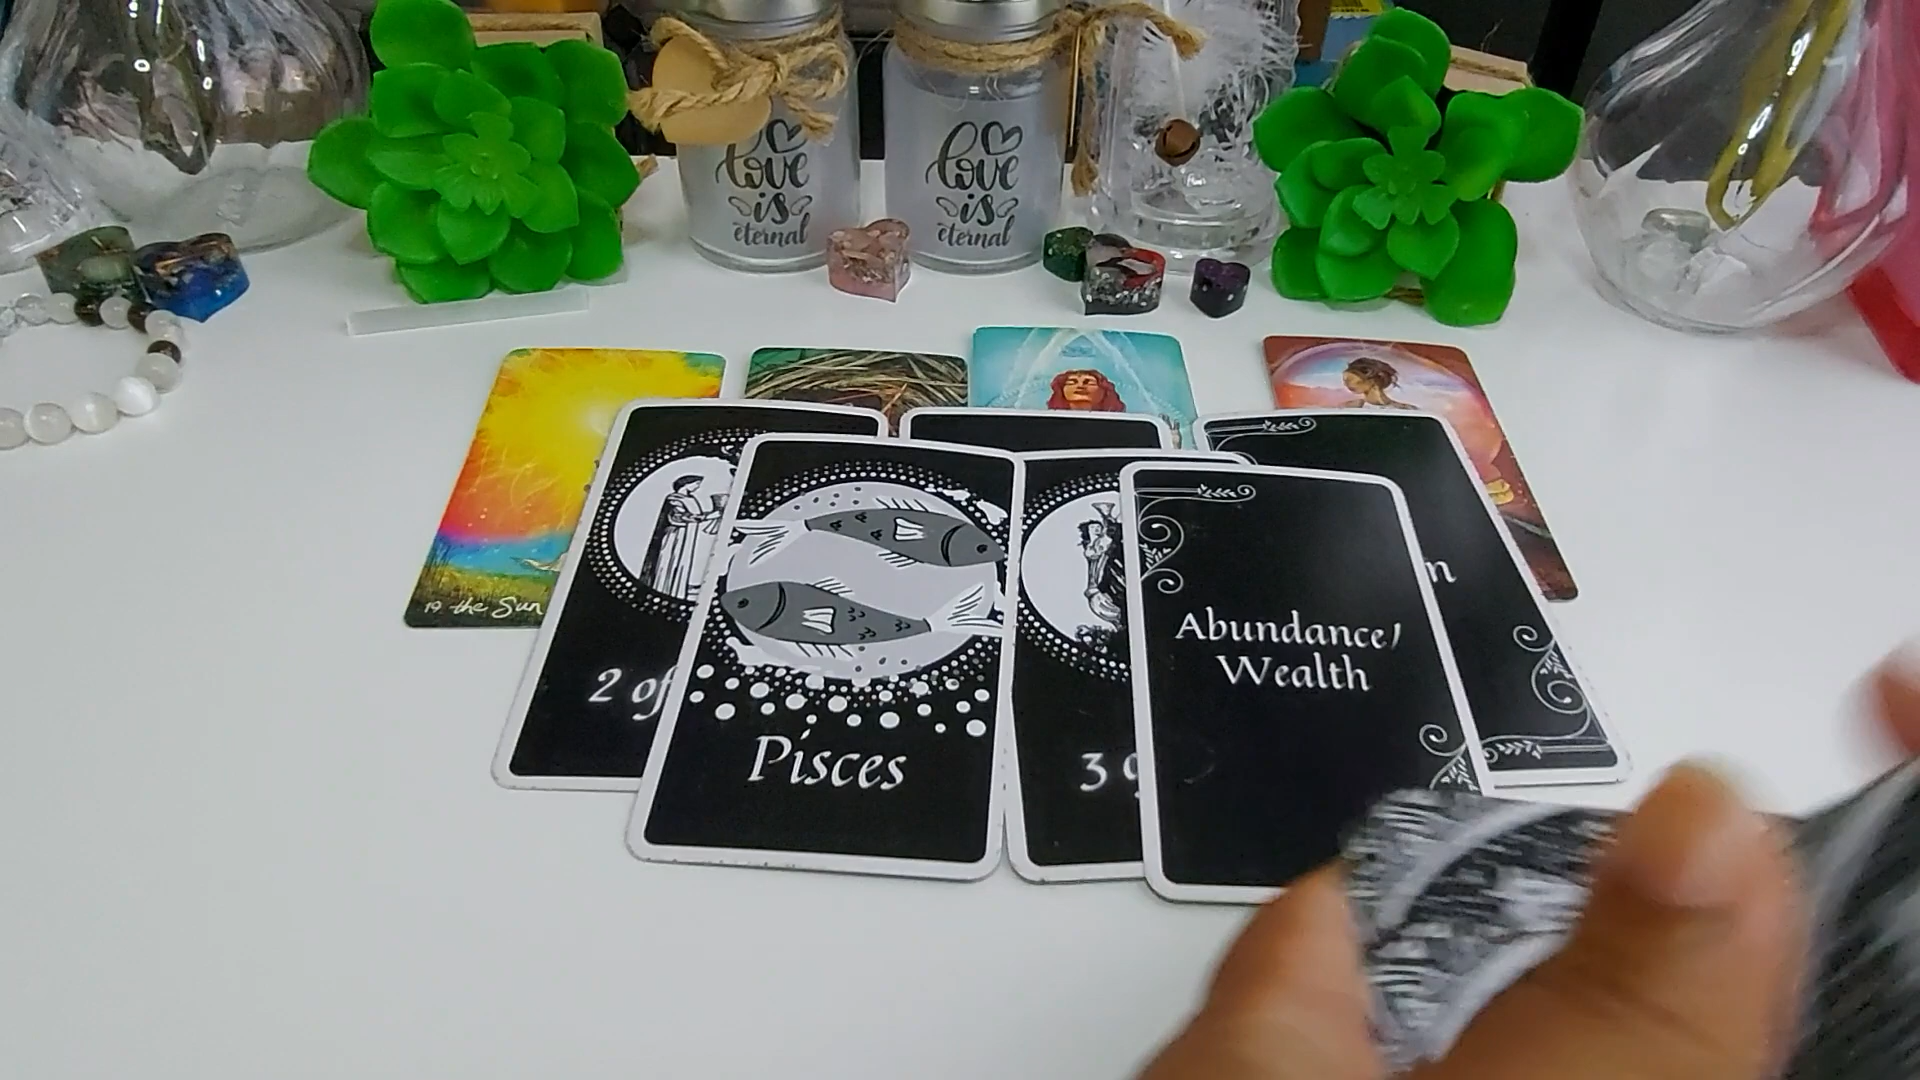 love
is
eternal
love
is
eternal
19 the Sun
2 of
Pisces
3
Abundance/
Wealth
n